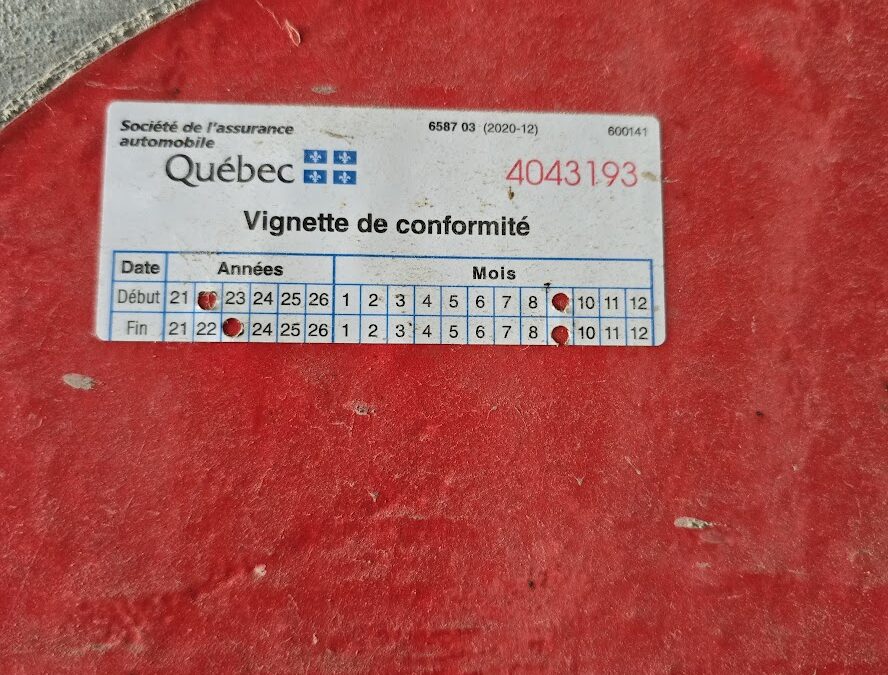 Société de l'assurance 6587 03 (2020-12) 600141
automobile
Québec 4043193
Vignette de conformité
Date Années Mois
Début 21 23 24 25 26 1 2 3 4 5 6 7 8 10 11 12
Fin 21 22 24 25 26 1 2 3 4 5 6 7 8 10 11 12